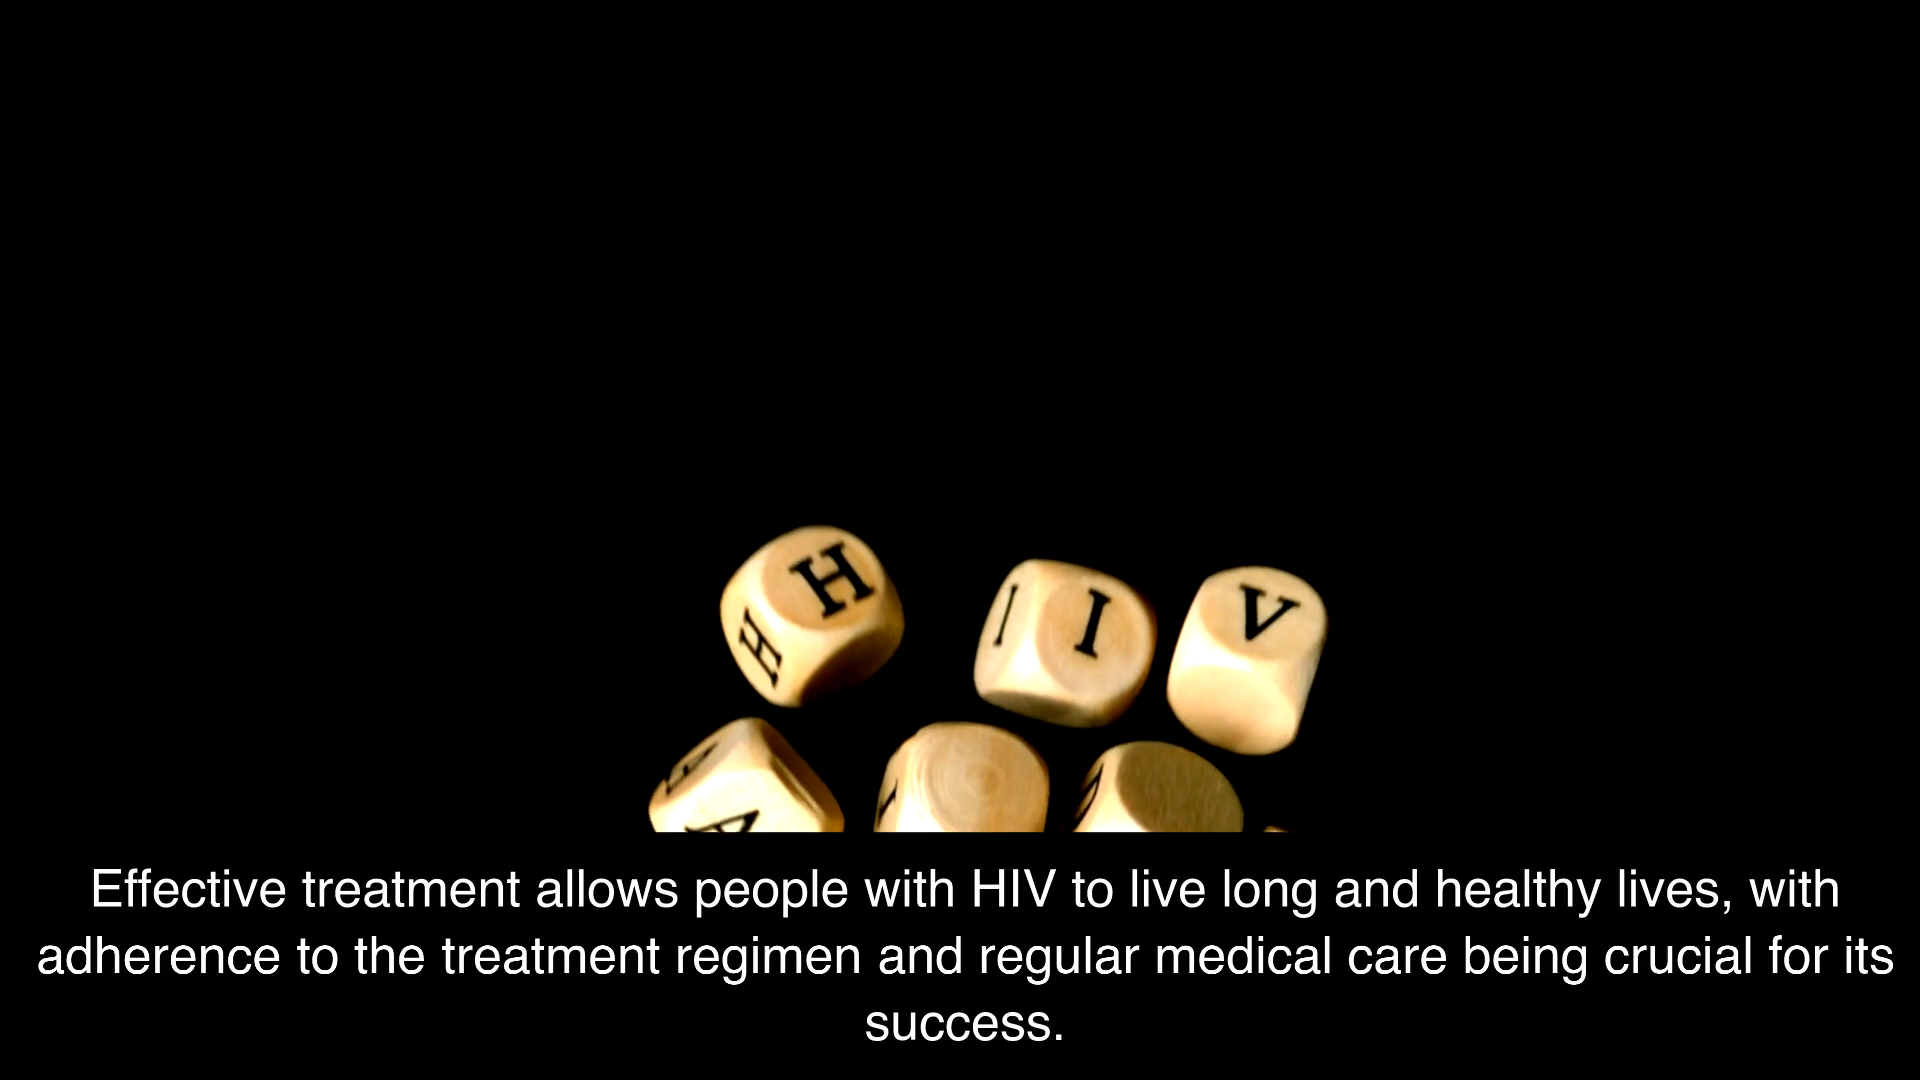 H I V
H I
A A I D
Effective treatment allows people with HIV to live long and healthy lives, with
adherence to the treatment regimen and regular medical care being crucial for its
success.